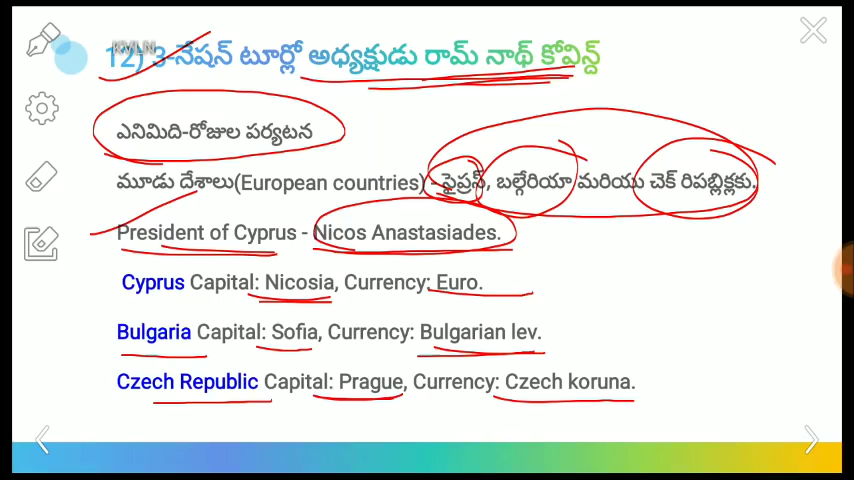 12) 3-నేషన్ టూర్లో అధ్యక్షుడు రామ్ నాథ్ కోవిన్ద్
ఎనిమిది-రోజుల పర్యటన
మూడు దేశాలు(European countries) - సైప్రస్, బల్గేరియా మరియు చెక్ రిపబ్లిక్లకు.
President of Cyprus - Nicos Anastasiades.
Cyprus Capital: Nicosia, Currency: Euro.
Bulgaria Capital: Sofia, Currency: Bulgarian lev.
Czech Republic Capital: Prague, Currency: Czech koruna.